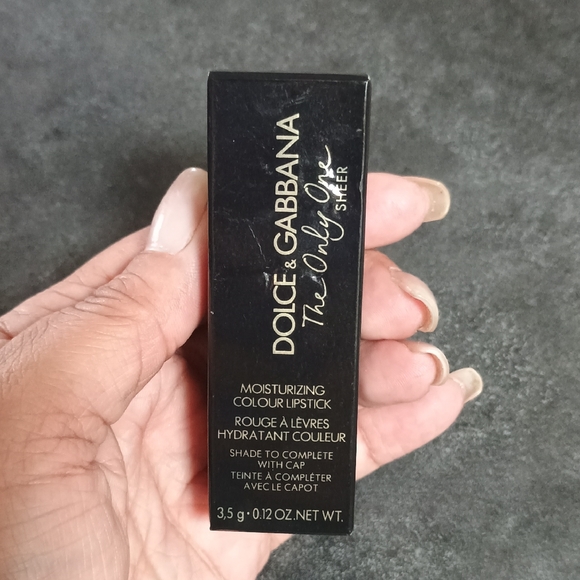 DOLCE & GABBANA
The Only One
SHEER
MOISTURIZING
COLOUR LIPSTICK
ROUGE À LÈVRES
HYDRATANT COULEUR
SHADE TO COMPLETE
WITH CAP
TEINTE À COMPLÉTER
AVEC LE CAPOT
3,5 g • 0.12 OZ. NET WT.